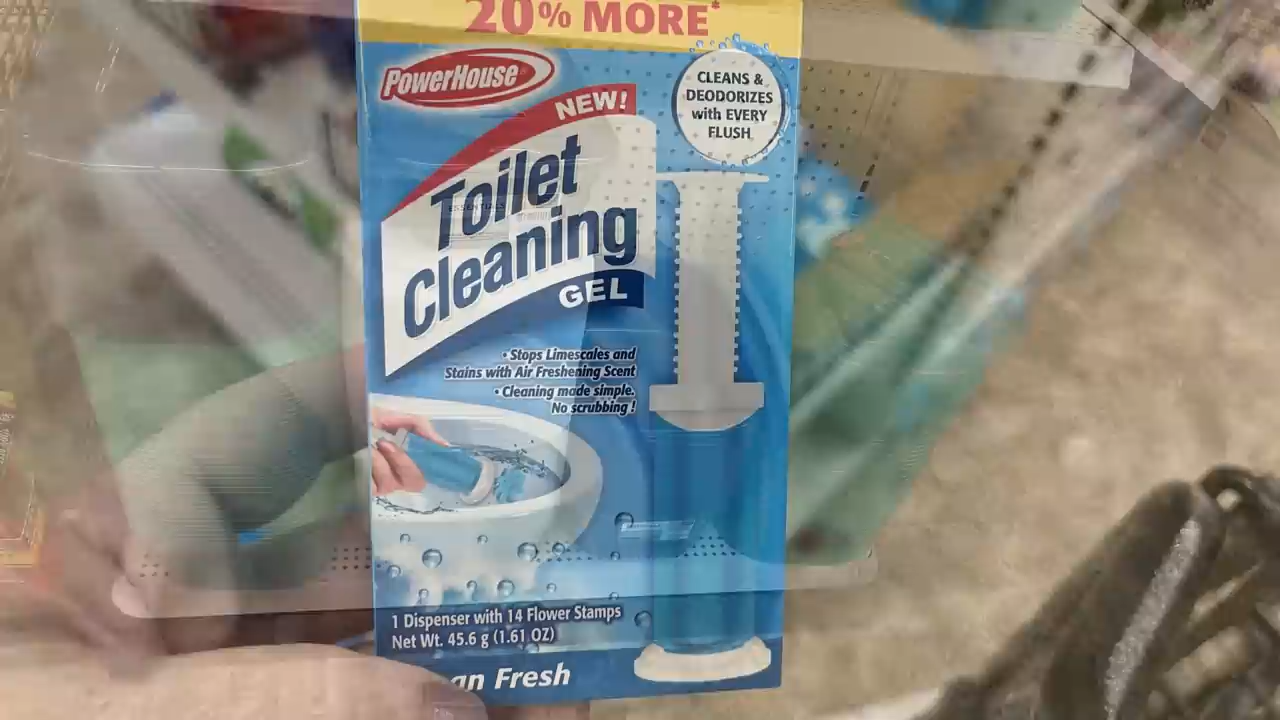 20% MORE*
POWERHOUSE®
NEW!
CLEANS &
DEODORIZES
with EVERY
FLUSH
Toilet
Cleaning
GEL
• Stops Limescales and
Stains with Air Freshening Scent
• Cleaning made simple.
No scrubbing !
1 Dispenser with 14 Flower Stamps
Net Wt. 45.6 g (1.61 OZ)
an Fresh